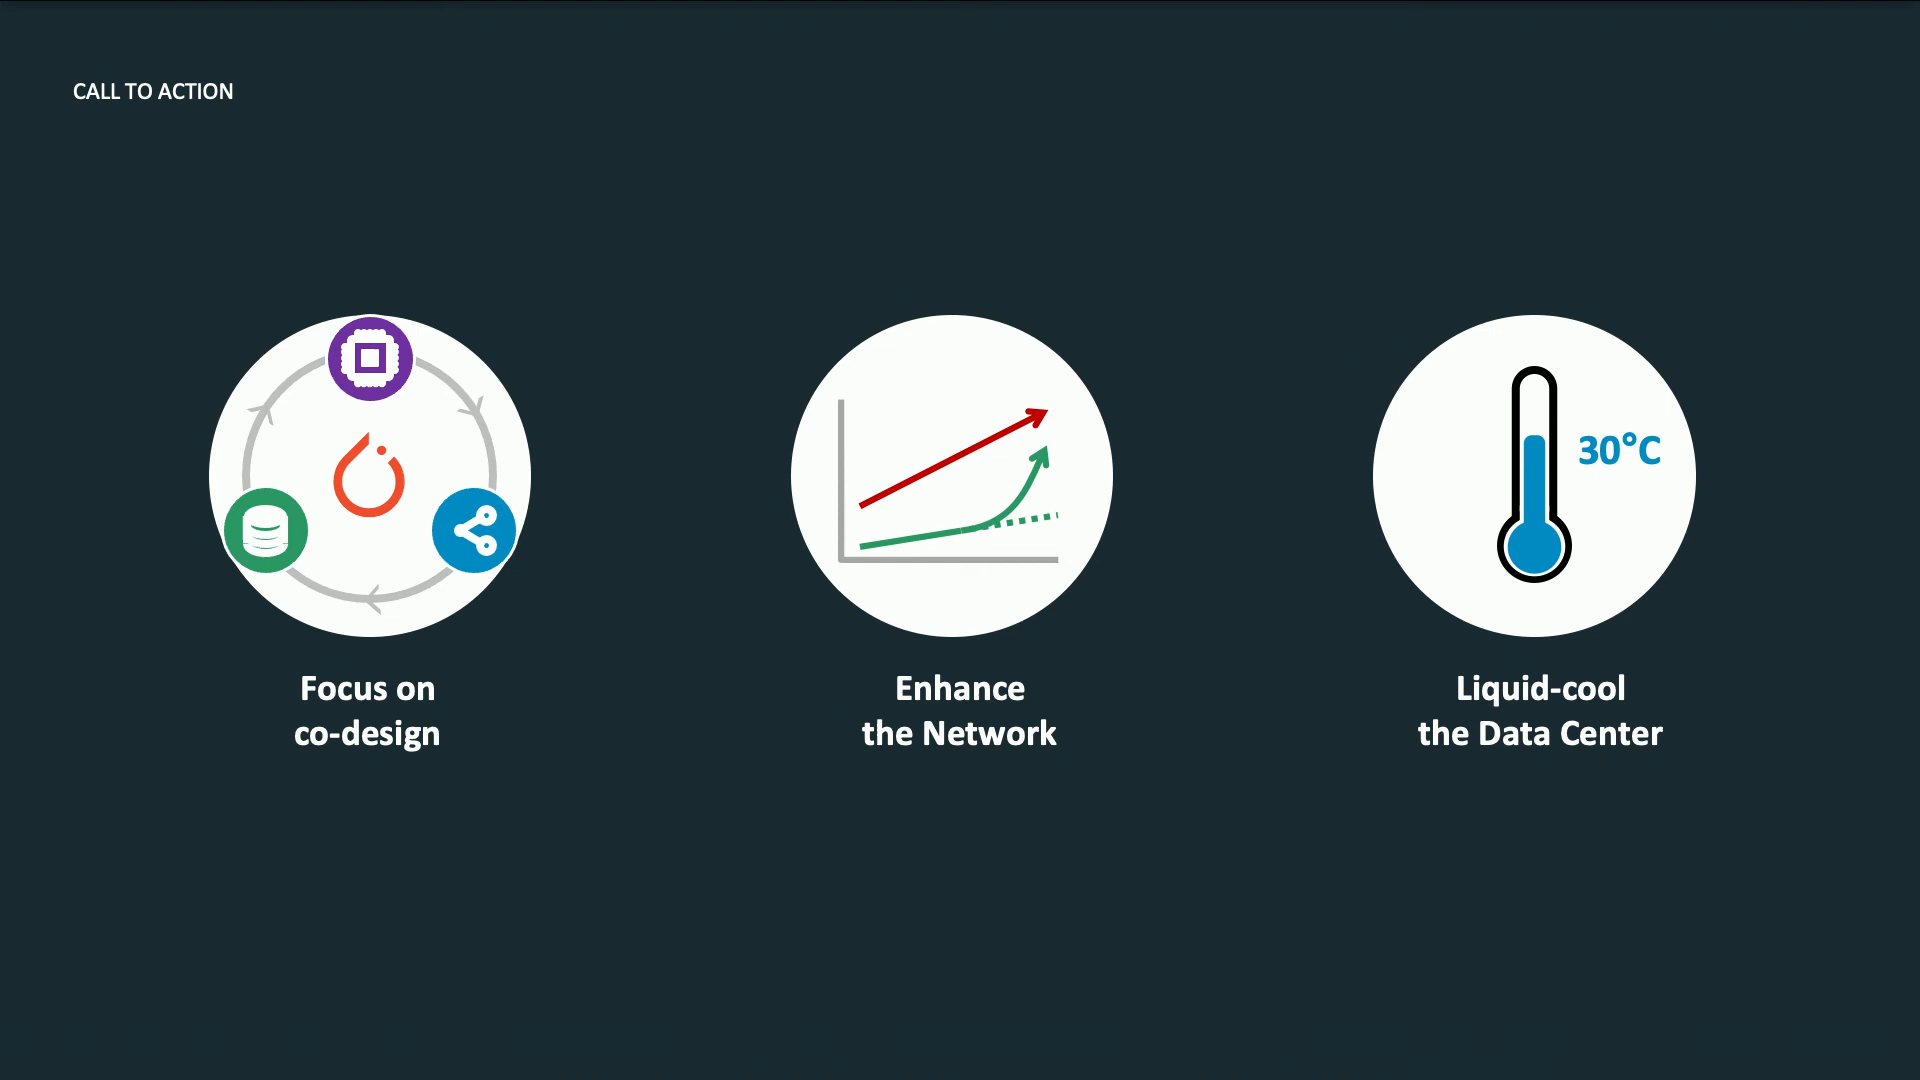 CALL TO ACTION
30°C
Focus on
co-design
Enhance
the Network
Liquid-cool
the Data Center